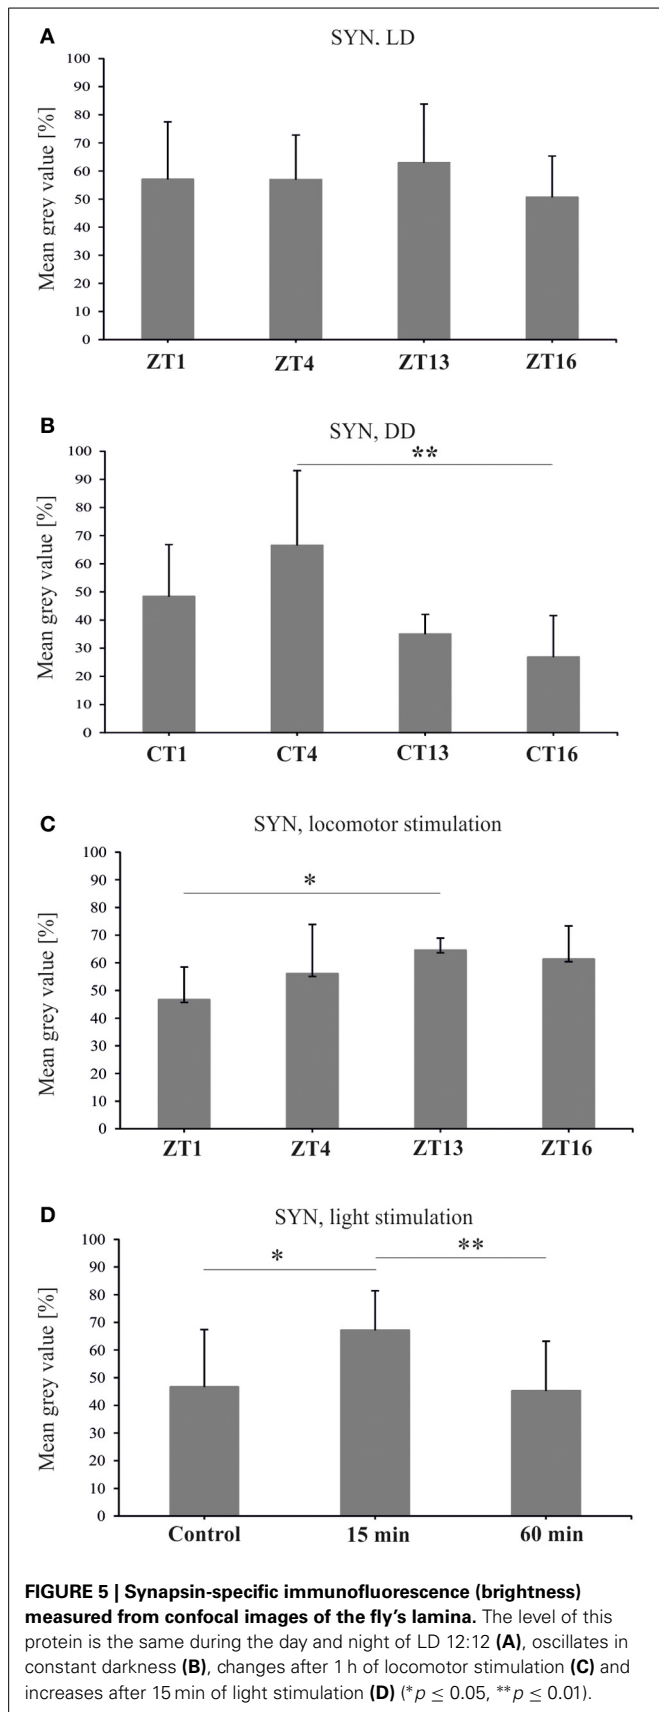 A
SYN, LD
Mean grey value [%]
100
90
80
70
60
50
40
30
20
10
0
ZT1 ZT4 ZT13 ZT16
B
SYN, DD
**
Mean grey value [%]
100
90
80
70
60
50
40
30
20
10
0
CT1 CT4 CT13 CT16
C
SYN, locomotor stimulation
*
Mean grey value [%]
100
90
80
70
60
50
40
30
20
10
0
ZT1 ZT4 ZT13 ZT16
D
SYN, light stimulation
* **
Mean grey value [%]
100
90
80
70
60
50
40
30
20
10
0
Control 15 min 60 min
FIGURE 5 | Synapsin-specific immunofluorescence (brightness)
measured from confocal images of the fly's lamina. The level of this
protein is the same during the day and night of LD 12:12 (A), oscillates in
constant darkness (B), changes after 1 h of locomotor stimulation (C) and
increases after 15 min of light stimulation (D) (*p ≤ 0.05, **p ≤ 0.01).